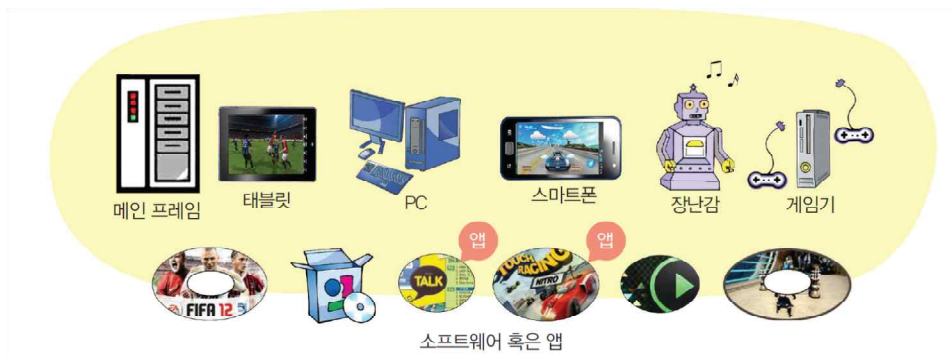 메인 프레임
태블릿
PC
스마트폰
장난감
게임기
앱
앱
FIFA 12
TALK
TOUCH
RACING
NITRO
소프트웨어 혹은 앱